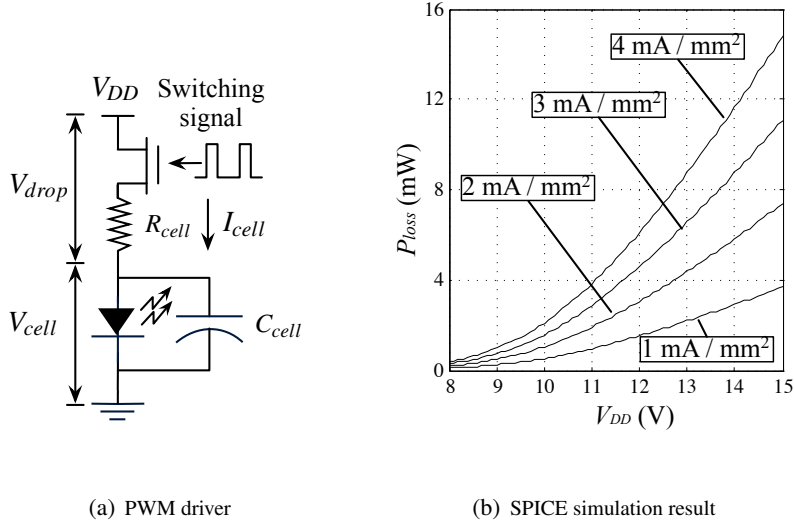 V_DD
Switching
signal
V_drop
R_cell
I_cell
V_cell
C_cell
(a) PWM driver
16
12
8
4
0
P_loss (mW)
4 mA / mm²
3 mA / mm²
2 mA / mm²
1 mA / mm²
8 9 10 11 12 13 14 15
V_DD (V)
(b) SPICE simulation result